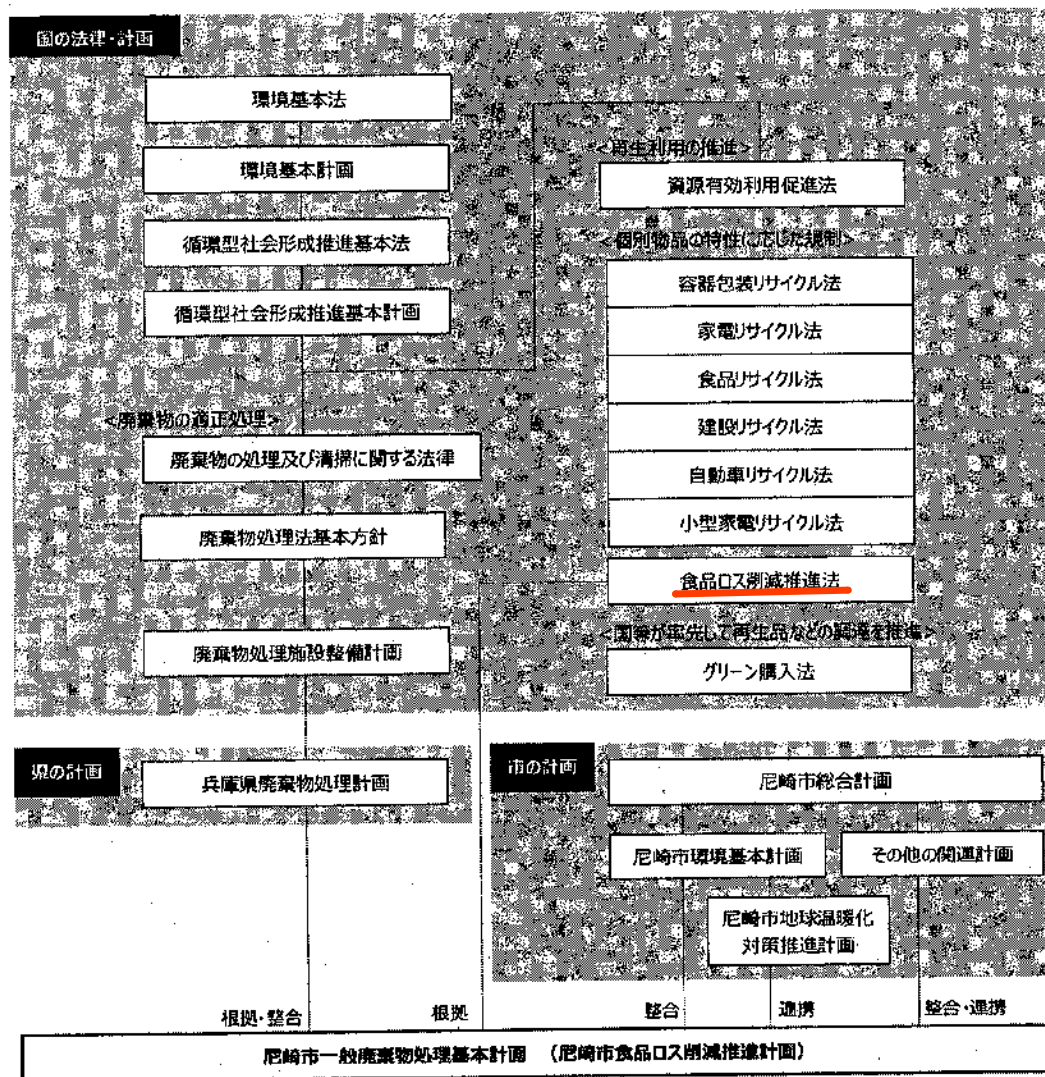 国の法律・計画
環境基本法
環境基本計画
循環型社会形成推進基本法
循環型社会形成推進基本計画
<廃棄物の適正処理>
廃棄物の処理及び清掃に関する法律
廃棄物処理法基本方針
廃棄物処理施設整備計画
<再生利用の推進>
資源有効利用促進法
<個別物品の特性に応じた規制>
容器包装リサイクル法
家電リサイクル法
食品リサイクル法
建設リサイクル法
自動車リサイクル法
小型家電リサイクル法
食品ロス削減推進法
<国等が率先して再生品などの調達を推進>
グリーン購入法
県の計画
兵庫県廃棄物処理計画
市の計画
尼崎市総合計画
尼崎市環境基本計画
その他の関連計画
尼崎市地球温暖化
対策推進計画
根拠・整合
根拠
整合
連携
整合・連携
尼崎市一般廃棄物処理基本計画 (尼崎市食品ロス削減推進計画)